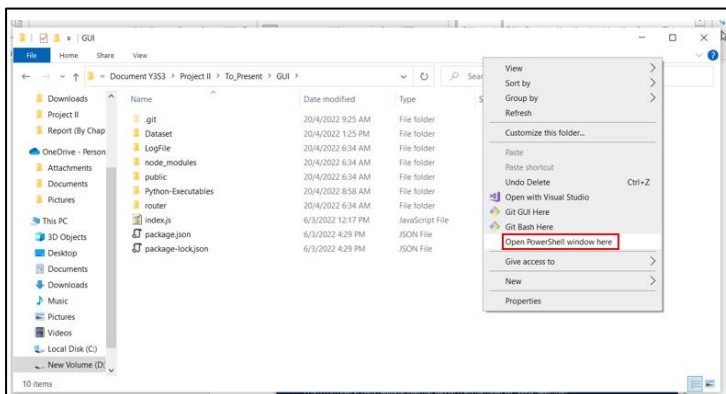 GUI
File Home Share View
Document Y3S3 > Project II > To_Present > GUI >
Downloads
Project II
Report (By Chap
OneDrive - Person
Attachments
Documents
Pictures
This PC
3D Objects
Desktop
Documents
Downloads
Music
Pictures
Videos
Local Disk (C:)
New Volume (D:
10 items
Name Date modified Type
.git 20/4/2022 9:25 AM File folder
Dataset 20/4/2022 1:25 PM File folder
LogFile 20/4/2022 6:34 AM File folder
node_modules 20/4/2022 6:34 AM File folder
public 20/4/2022 6:34 AM File folder
Python-Executables 20/4/2022 8:58 AM File folder
router 20/4/2022 6:34 AM File folder
index.js 6/3/2022 12:17 PM JavaScript File
package.json 6/3/2022 4:29 PM JSON File
package-lock.json 6/3/2022 4:29 PM JSON File
View
Sort by
Group by
Refresh
Customize this folder...
Paste
Paste shortcut
Undo Delete Ctrl+Z
Open with Visual Studio
Git GUI Here
Git Bash Here
Open PowerShell window here
Give access to
New
Properties